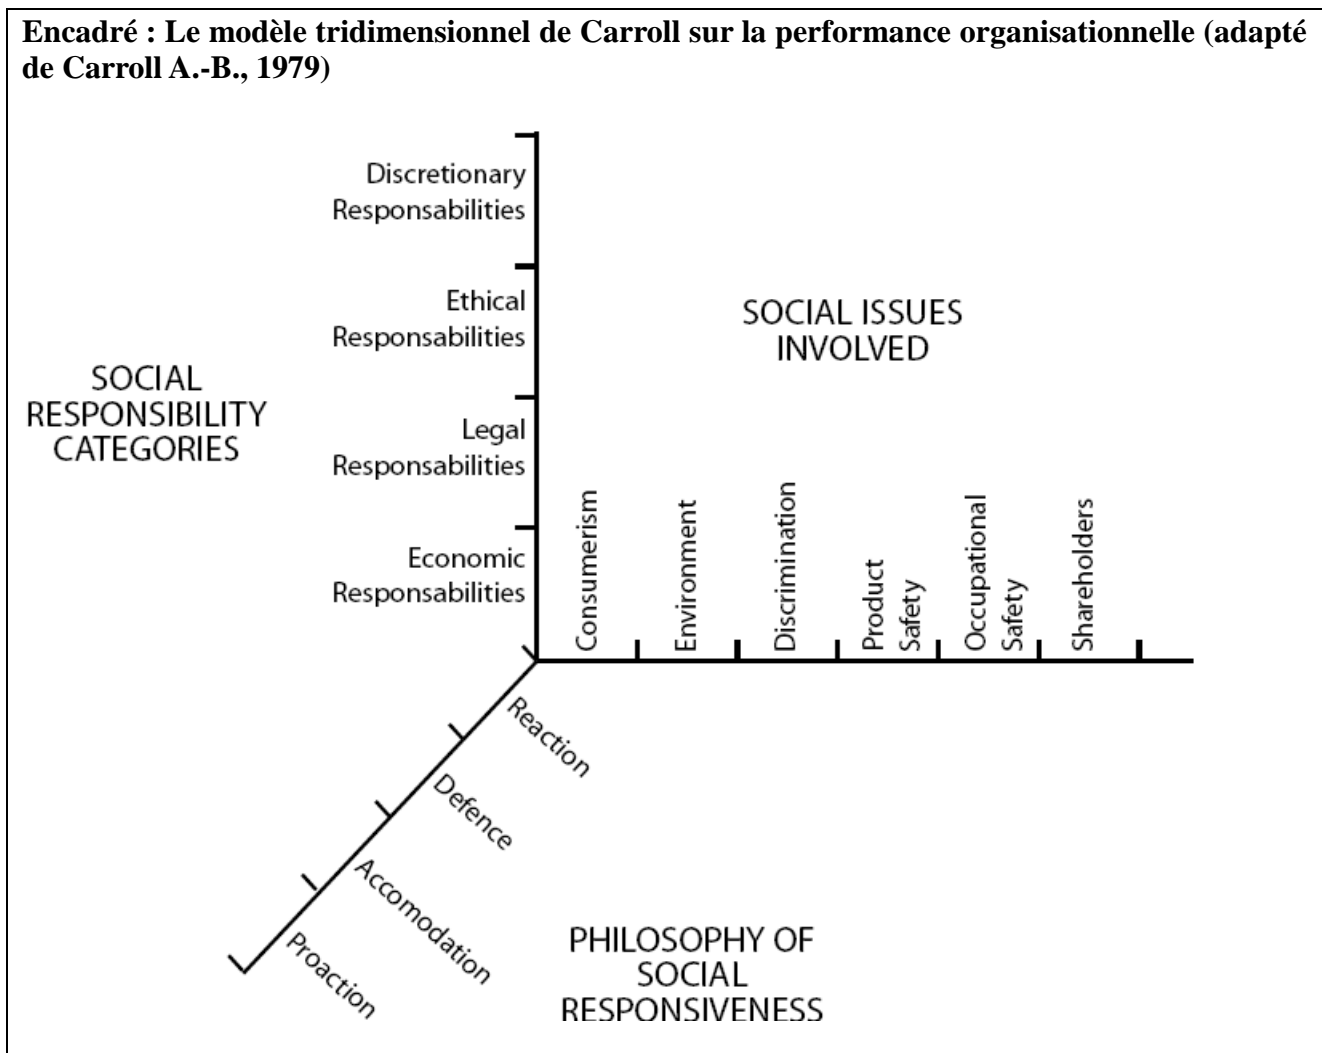 Encadré : Le modèle tridimensionnel de Carroll sur la performance organisationnelle (adapté
de Carroll A.-B., 1979)
Discretionary
Responsabilities
Ethical
Responsabilities
SOCIAL ISSUES
INVOLVED
SOCIAL
RESPONSIBILITY
CATEGORIES
Legal
Responsabilities
Economic
Responsabilities
Consumerism
Environment
Discrimination
Product
Safety
Occupational
Safety
Shareholders
Reaction
Defence
Accomodation
Proaction
PHILOSOPHY OF
SOCIAL
RESPONSIVENESS